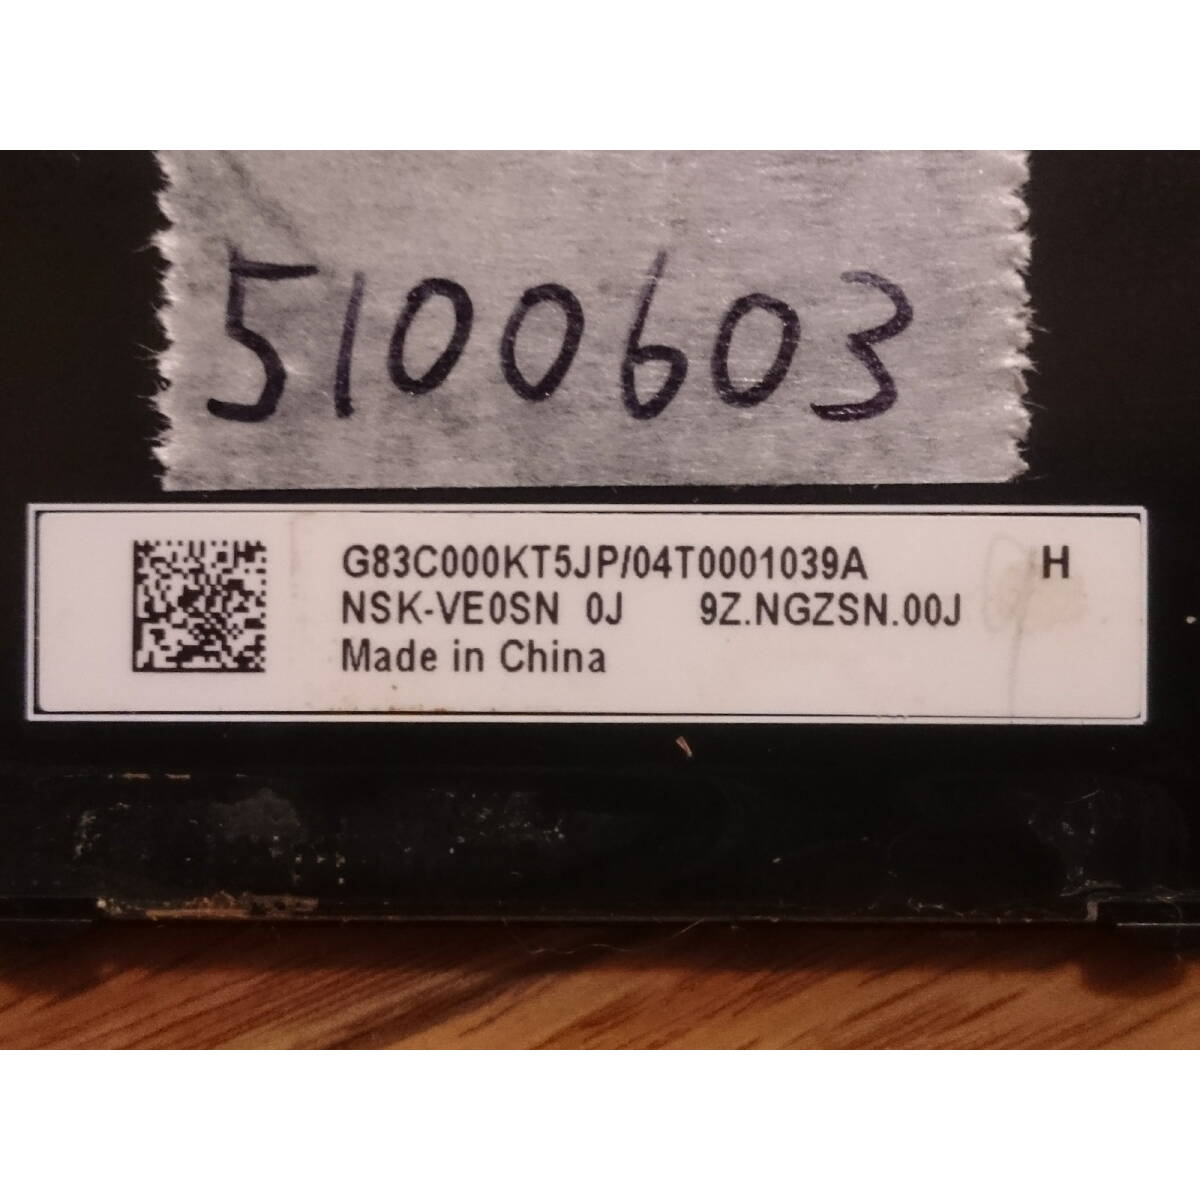 5100603
G83C000KT5JP/04T0001039A H
NSK-VE0SN 0J 9Z.NGZSN.00J
Made in China